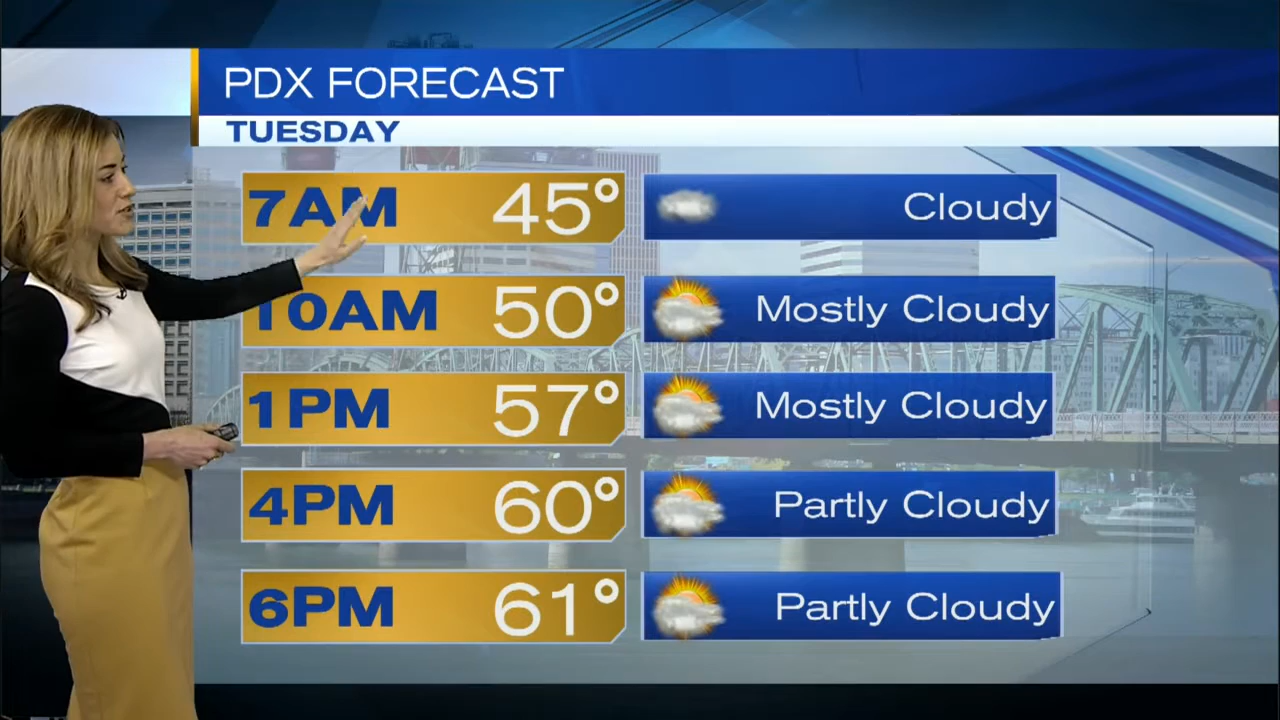 PDX FORECAST
TUESDAY
7AM 45° Cloudy
10AM 50° Mostly Cloudy
1PM 57° Mostly Cloudy
4PM 60° Partly Cloudy
6PM 61° Partly Cloudy